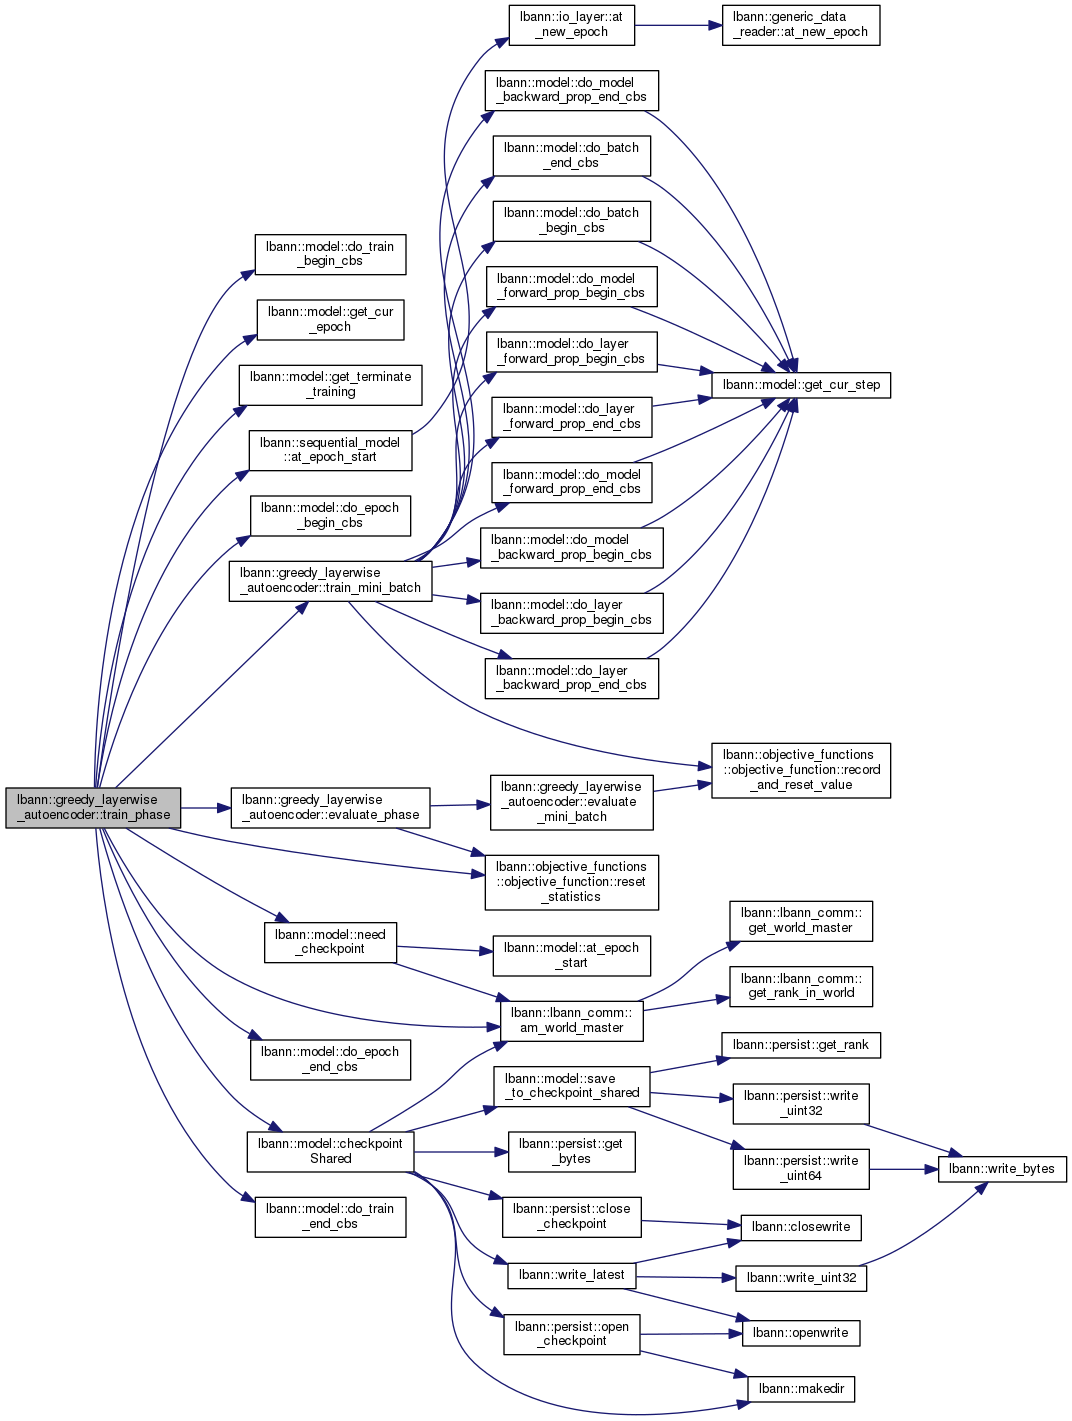 lbann::greedy_layerwise
_autoencoder::train_phase
lbann::model::do_train
_begin_cbs
lbann::model::get_cur
_epoch
lbann::model::get_terminate
_training
lbann::sequential_model
::at_epoch_start
lbann::model::do_epoch
_begin_cbs
lbann::greedy_layerwise
_autoencoder::train_mini_batch
lbann::greedy_layerwise
_autoencoder::evaluate_phase
lbann::model::need
_checkpoint
lbann::model::do_epoch
_end_cbs
lbann::model::checkpoint
Shared
lbann::model::do_train
_end_cbs
lbann::io_layer::at
_new_epoch
lbann::model::do_model
_backward_prop_end_cbs
lbann::model::do_batch
_end_cbs
lbann::model::do_batch
_begin_cbs
lbann::model::do_model
_forward_prop_begin_cbs
lbann::model::do_layer
_forward_prop_begin_cbs
lbann::model::do_layer
_forward_prop_end_cbs
lbann::model::do_model
_forward_prop_end_cbs
lbann::model::do_model
_backward_prop_begin_cbs
lbann::model::do_layer
_backward_prop_begin_cbs
lbann::model::do_layer
_backward_prop_end_cbs
lbann::greedy_layerwise
_autoencoder::evaluate
_mini_batch
lbann::objective_functions
::objective_function::reset
_statistics
lbann::model::at_epoch
_start
lbann::lbann_comm::
am_world_master
lbann::model::save
_to_checkpoint_shared
lbann::persist::get
_bytes
lbann::persist::close
_checkpoint
lbann::write_latest
lbann::persist::open
_checkpoint
lbann::generic_data
_reader::at_new_epoch
lbann::model::get_cur_step
lbann::objective_functions
::objective_function::record
_and_reset_value
lbann::lbann_comm::
get_world_master
lbann::lbann_comm::
get_rank_in_world
lbann::persist::get_rank
lbann::persist::write
_uint32
lbann::persist::write
_uint64
lbann::closewrite
lbann::write_uint32
lbann::openwrite
lbann::makedir
lbann::write_bytes